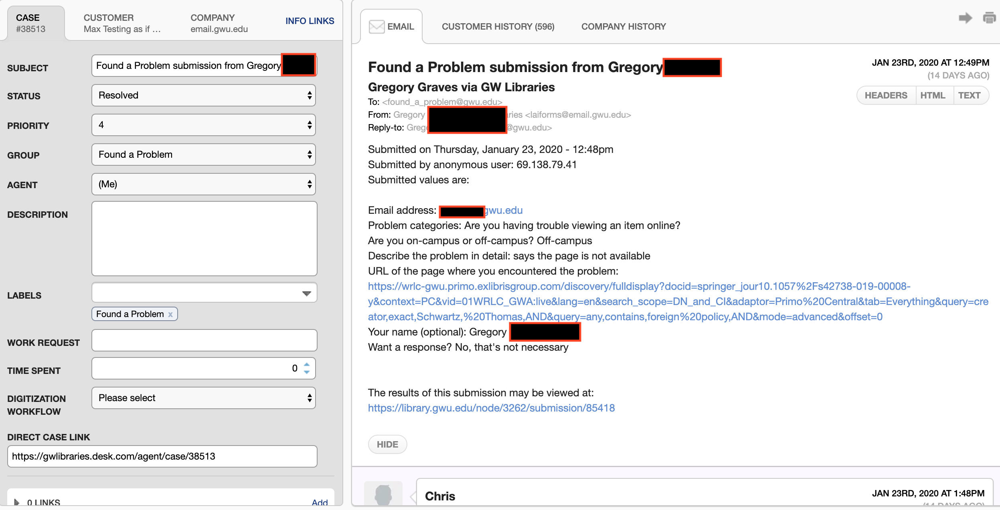 CASE
#38513
CUSTOMER
Max Testing as if ...
COMPANY
email.gwu.edu
INFO LINKS
SUBJECT
Found a Problem submission from Gregory
STATUS
Resolved
PRIORITY
4
GROUP
Found a Problem
AGENT
(Me)
DESCRIPTION
LABELS
Found a Problem x
WORK REQUEST
TIME SPENT
0
DIGITIZATION
WORKFLOW
Please select
DIRECT CASE LINK
https://gwlibraries.desk.com/agent/case/38513
0 LINKS
Add
EMAIL
CUSTOMER HISTORY (596)
COMPANY HISTORY
Found a Problem submission from Gregory
JAN 23RD, 2020 AT 12:49PM
(14 DAYS AGO)
Gregory Graves via GW Libraries
HEADERS
HTML
TEXT
To: <found_a_problem@gwu.edu>
From: Gregory aries <laiforms@email.gwu.edu>
Reply-to: Grego @gwu.edu>
Submitted on Thursday, January 23, 2020 - 12:48pm
Submitted by anonymous user: 69.138.79.41
Submitted values are:
Email address: gwu.edu
Problem categories: Are you having trouble viewing an item online?
Are you on-campus or off-campus? Off-campus
Describe the problem in detail: says the page is not available
URL of the page where you encountered the problem:
https://wrlc-gwu.primo.exlibrisgroup.com/discovery/fulldisplay?docid=springer_jour10.1057%2Fs42738-019-00008-
y&context=PC&vid=01WRLC_GWA:live&lang=en&search_scope=DN_and_CI&adaptor=Primo%20Central&tab=Everything&query=cre
ator,exact,Schwartz,%20Thomas,AND&query=any,contains,foreign%20policy,AND&mode=advanced&offset=0
Your name (optional): Gregory
Want a response? No, that's not necessary
The results of this submission may be viewed at:
https://library.gwu.edu/node/3262/submission/85418
HIDE
Chris
JAN 23RD, 2020 AT 1:48PM
(14 DAYS AGO)